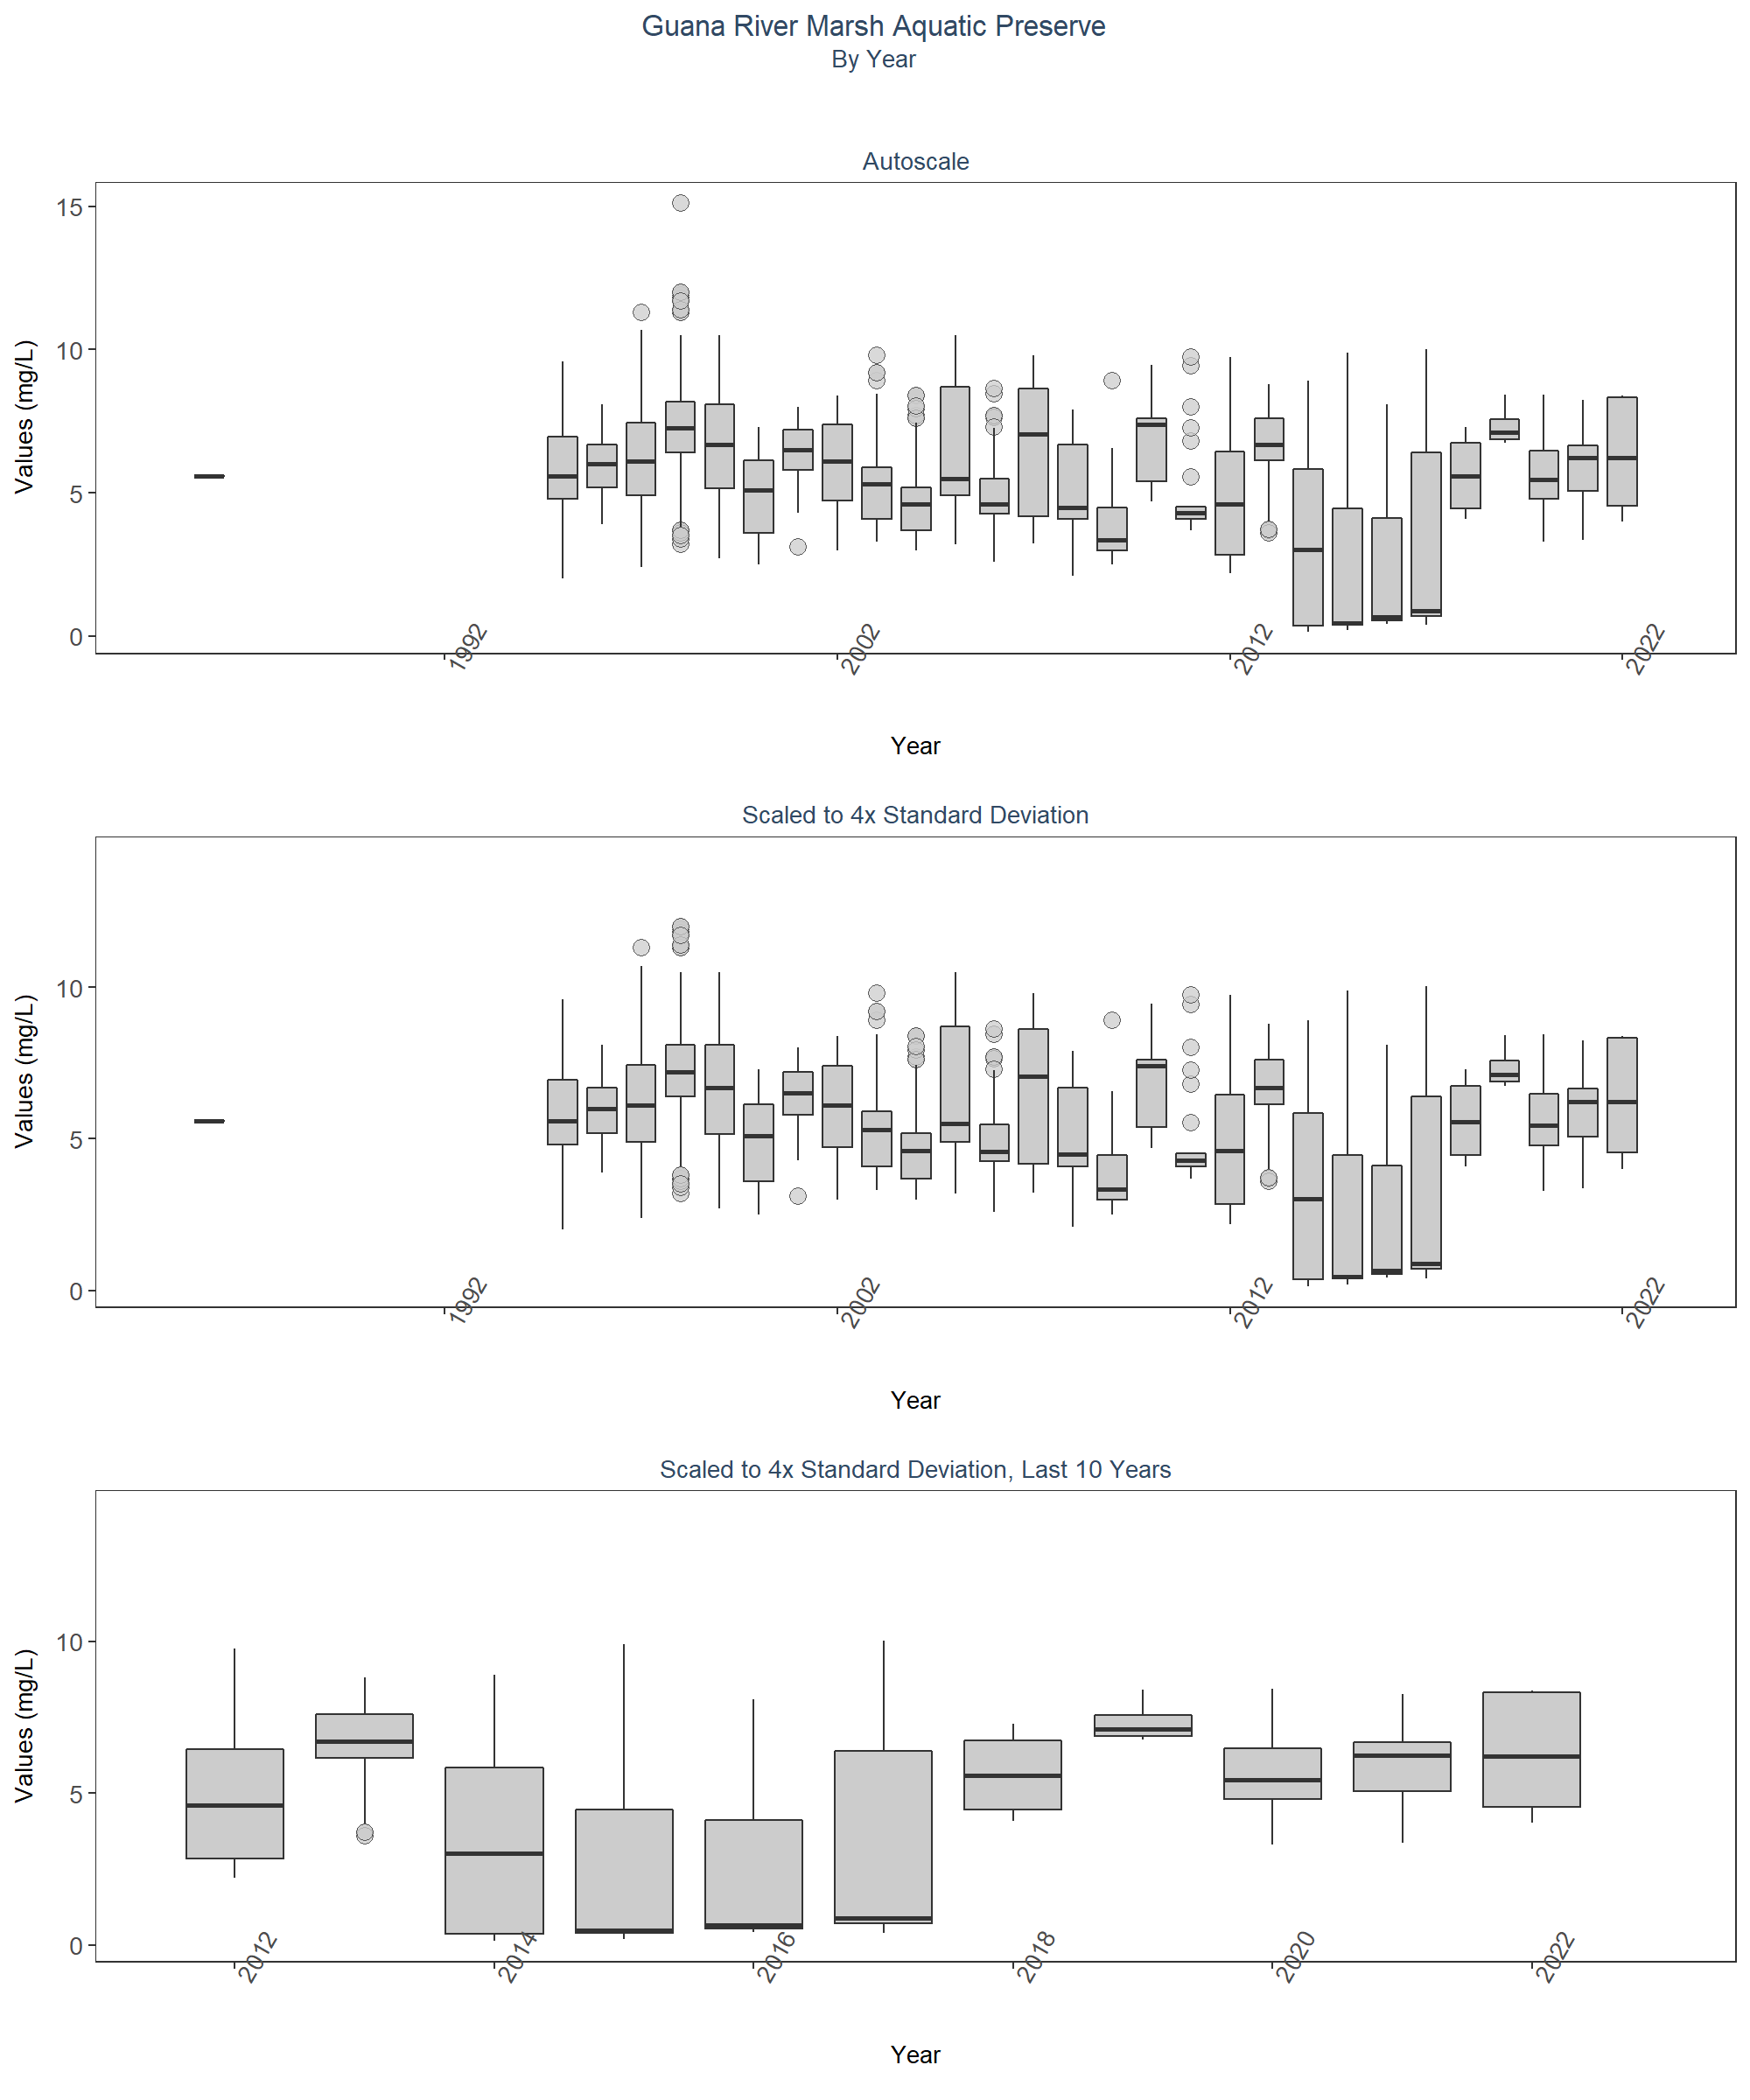 Guana River Marsh Aquatic Preserve
By Year
Autoscale
Values (mg/L)
15
10
5
0
1992
2002
2012
2022
Year
Scaled to 4x Standard Deviation
Values (mg/L)
10
5
0
1992
2002
2012
2022
Year
Scaled to 4x Standard Deviation, Last 10 Years
Values (mg/L)
10
5
0
2012
2014
2016
2018
2020
2022
Year